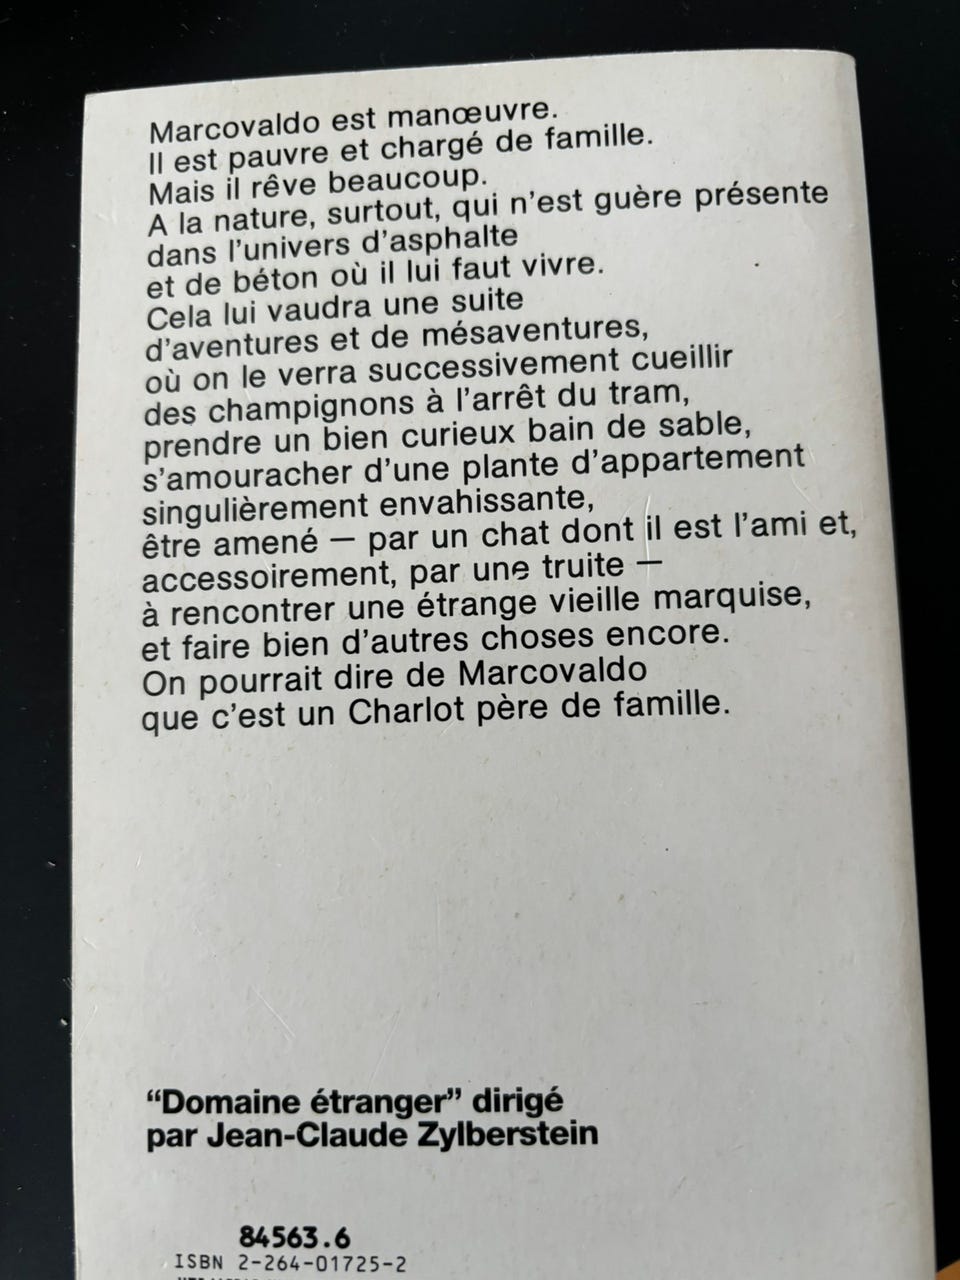 Marcovaldo est manœuvre.
Il est pauvre et chargé de famille.
Mais il rêve beaucoup.
A la nature, surtout, qui n'est guère présente
dans l'univers d'asphalte
et de béton où il lui faut vivre.
Cela lui vaudra une suite
d'aventures et de mésaventures,
où on le verra successivement cueillir
des champignons à l'arrêt du tram,
prendre un bien curieux bain de sable,
s'amouracher d'une plante d'appartement
singulièrement envahissante,
être amené — par un chat dont il est l'ami et,
accessoirement, par une truite —
à rencontrer une étrange vieille marquise,
et faire bien d'autres choses encore.
On pourrait dire de Marcovaldo
que c'est un Charlot père de famille.
“Domaine étranger” dirigé
par Jean-Claude Zylberstein
84563.6
ISBN 2-264-01725-2